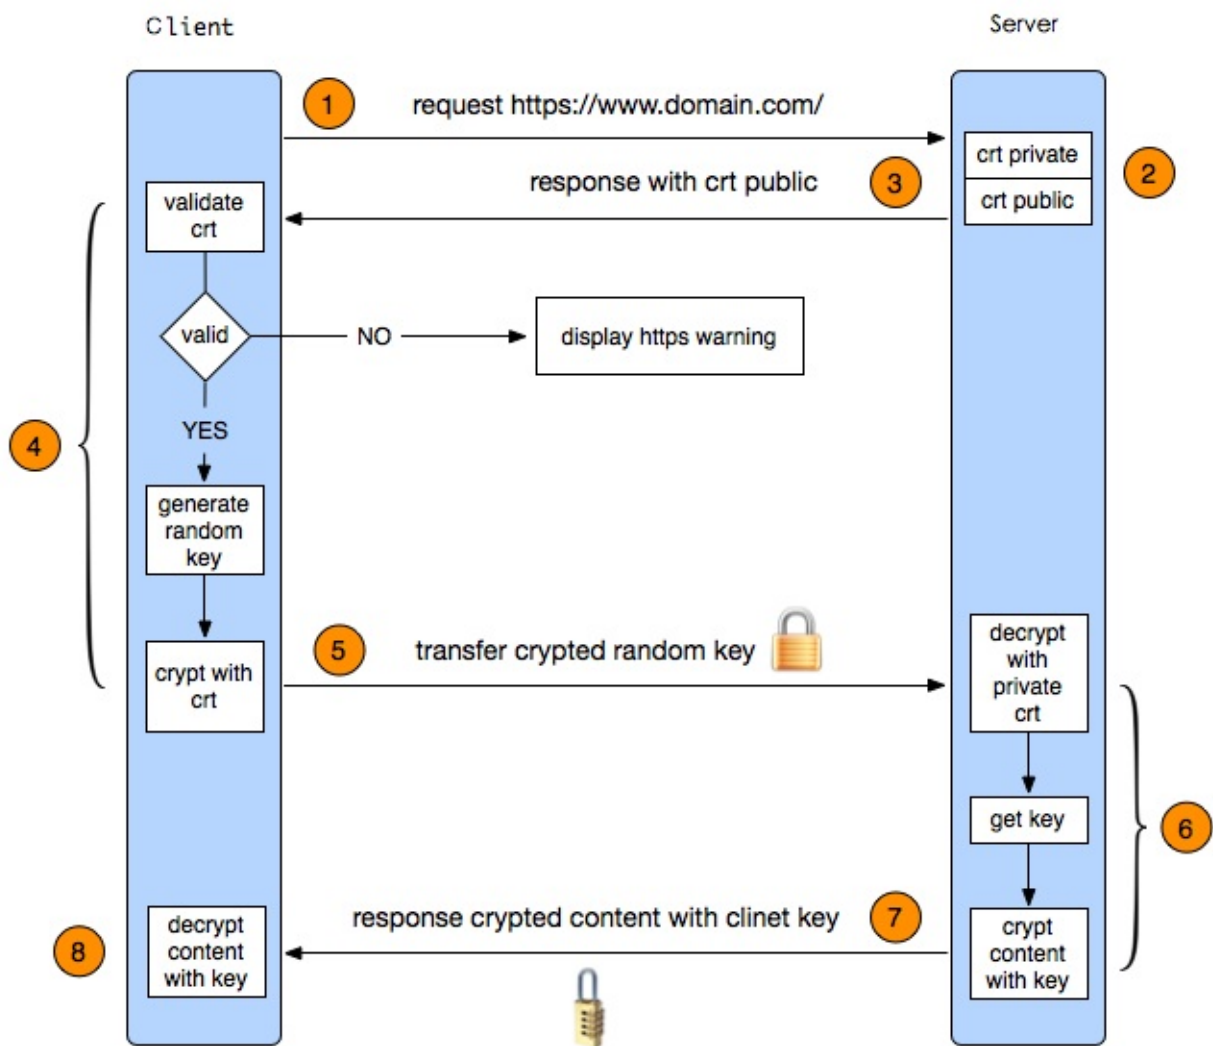 Client
Server
1
request https://www.domain.com/
crt private
2
response with crt public
3
crt public
validate
crt
valid
NO
display https warning
4
YES
generate
random
key
5
transfer crypted random key
decrypt
with
private
crt
crypt with
crt
get key
6
response crypted content with clinet key
7
8
decrypt
content
with key
crypt
content
with key